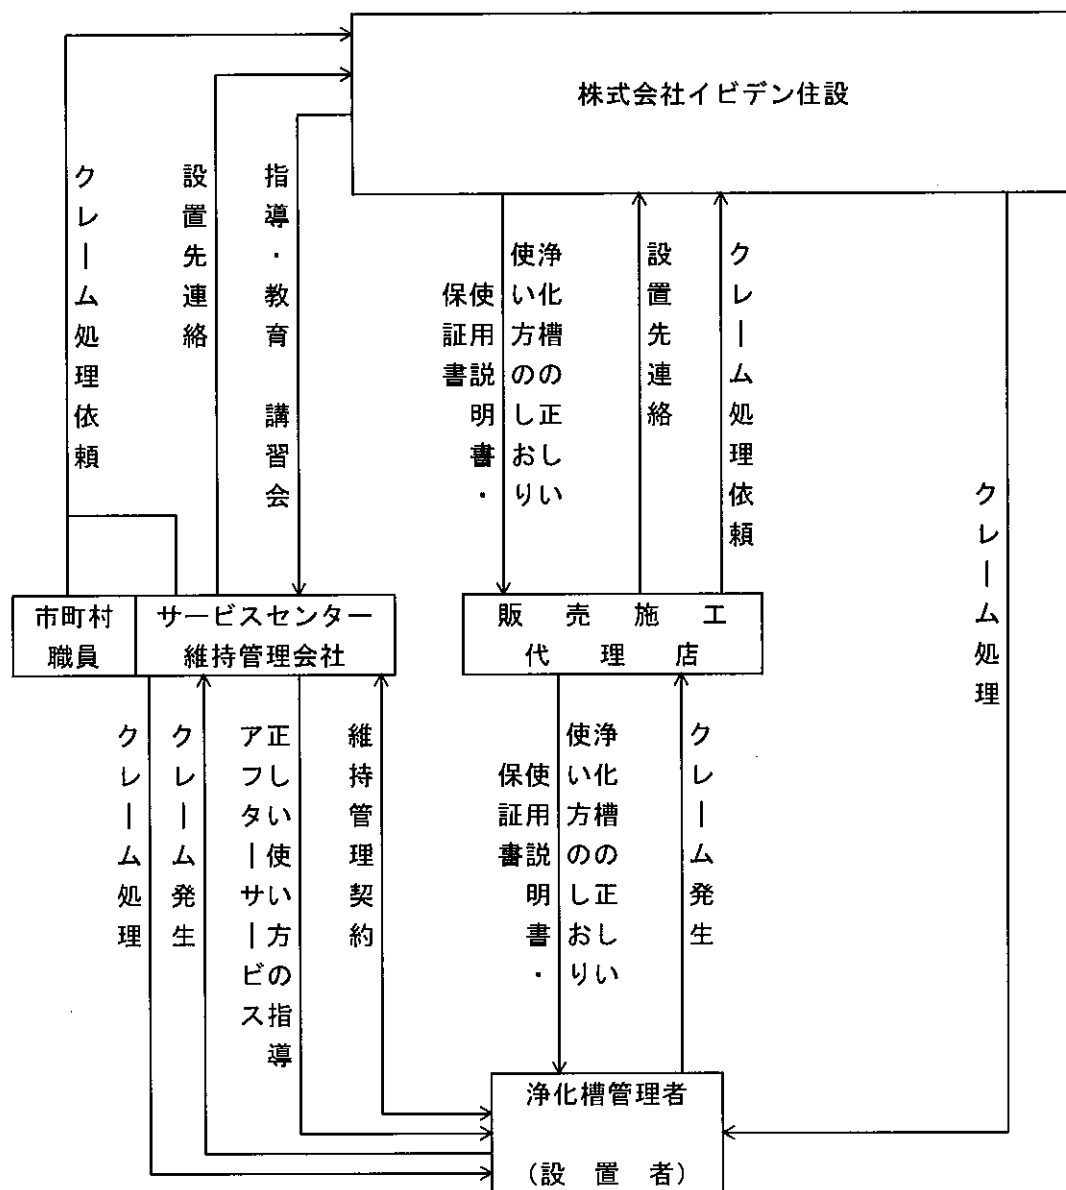 株式会社イビデン住設
クレーム処理依頼
設置先連絡
指導・教育 講習会
浄化槽の正しい
使い方のしおり
使用説明書・
保証書
設置先連絡
クレーム処理依頼
クレーム処理
市町村
職員
サービスセンター
維持管理会社
販売施工
代理店
クレーム処理
クレーム発生
正しい使い方の指導
アフターサービス
維持管理契約
浄化槽の正しい
使い方のしおり
使用説明書・
保証書
クレーム発生
浄化槽管理者
(設置者)